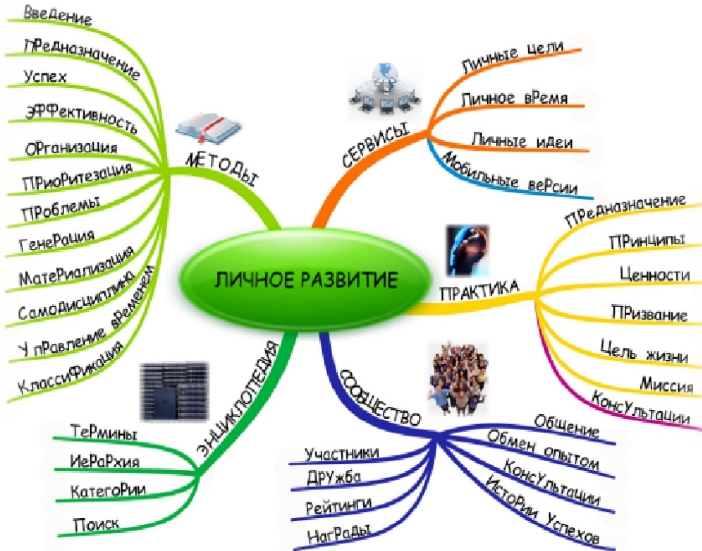 Введение
Предназначение
Успех
Эффективность
Организация
Приоритезация
Проблемы
Генерация
Материализация
Самодисциплина
Управление временем
Классификация
МЕТОДЫ
СЕРВИСЫ
Личные цели
Личное время
Личные идеи
Мобильные версии
ЛИЧНОЕ РАЗВИТИЕ
ПРАКТИКА
Предназначение
Принципы
Ценности
Призвание
Цель жизни
Миссия
Консультации
ЭНЦИКЛОПЕДИЯ
Термины
Иерархия
Категории
Поиск
СООБЩЕСТВО
Участники
Дружба
Рейтинги
Награды
Общение
Обмен опытом
Консультации
Истории успехов